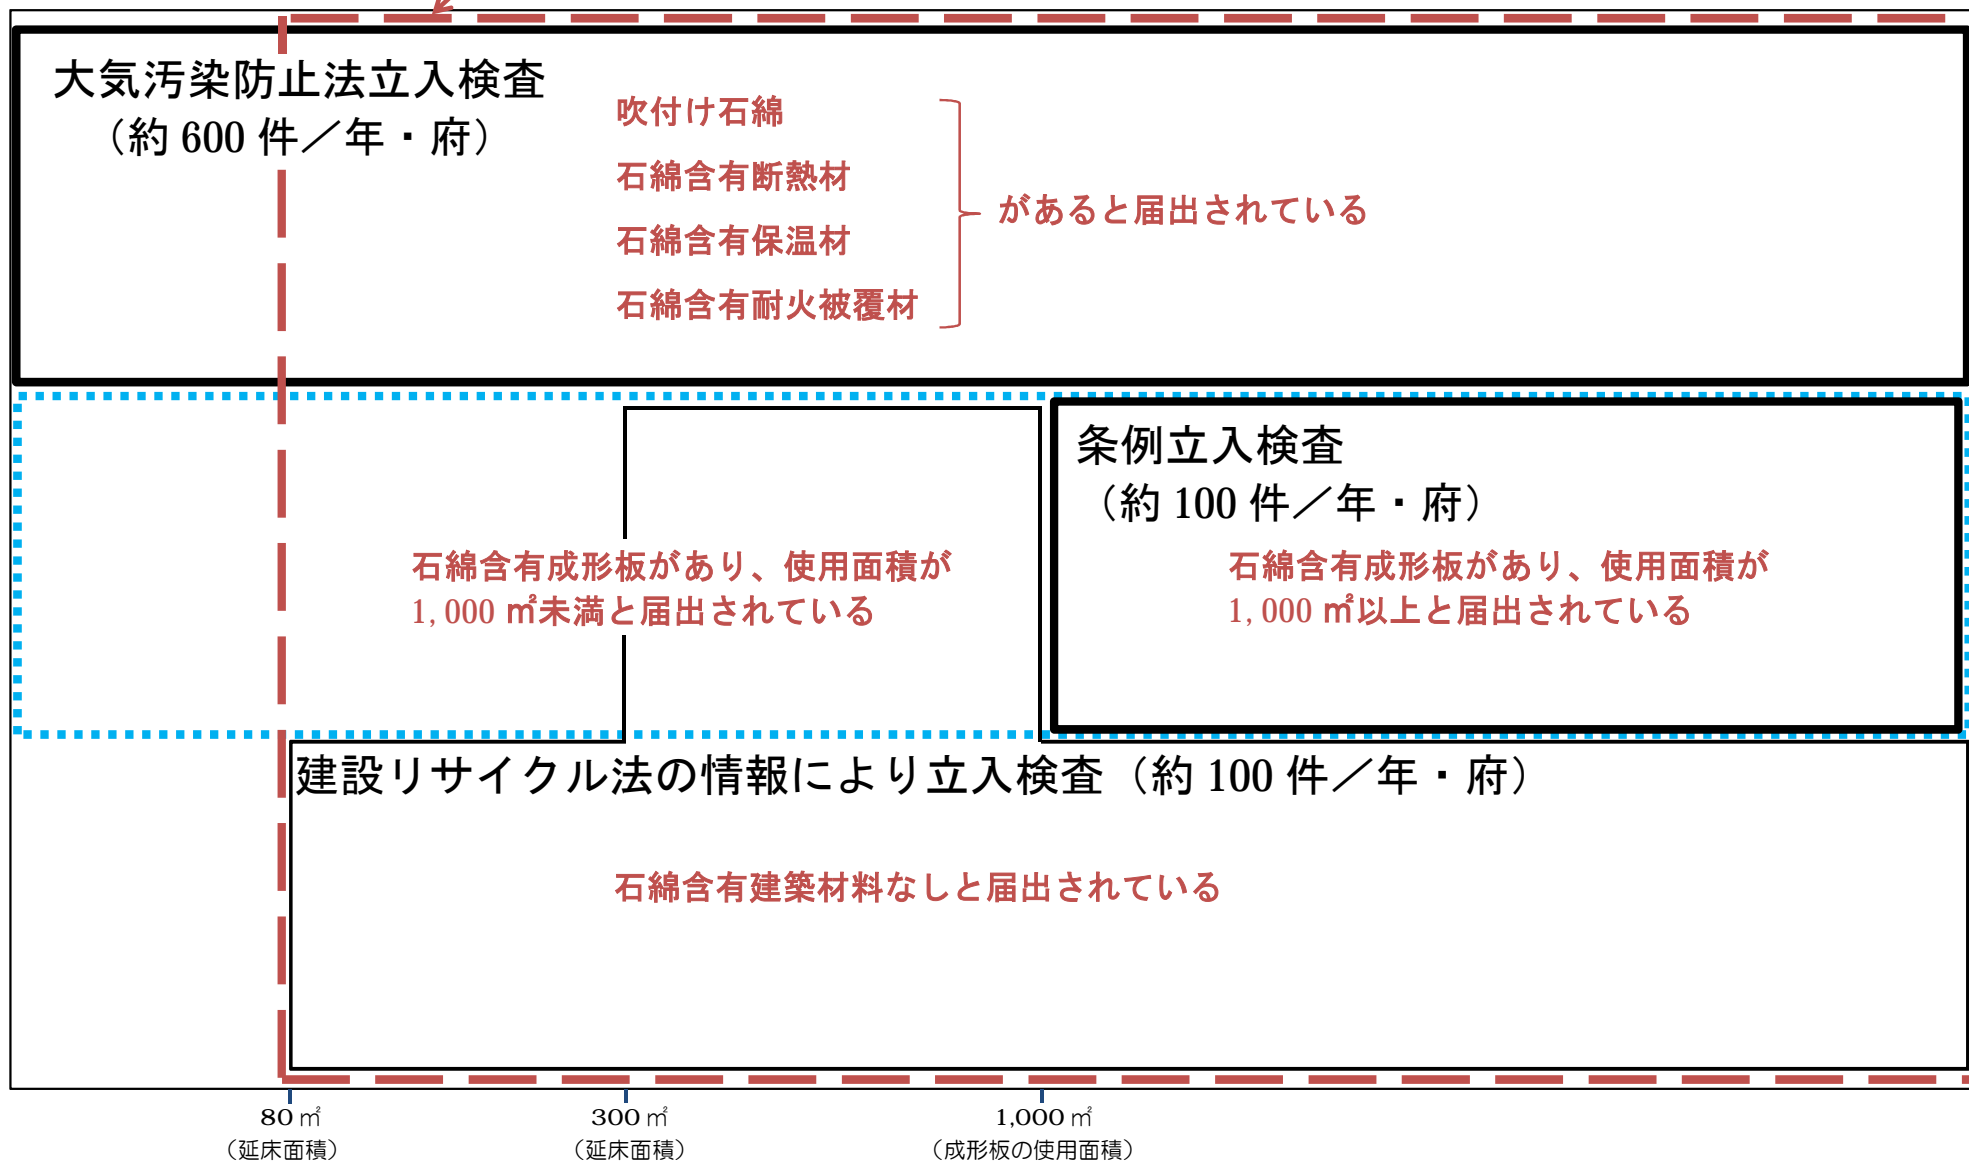 大気汚染防止法立入検査
（約 600 件／年・府）
吹付け石綿
石綿含有断熱材
石綿含有保温材
石綿含有耐火被覆材
があると届出されている
条例立入検査
（約 100 件／年・府）
石綿含有成形板があり、使用面積が
1,000 ㎡未満と届出されている
石綿含有成形板があり、使用面積が
1,000 ㎡以上と届出されている
建設リサイクル法の情報により立入検査（約 100 件／年・府）
石綿含有建築材料なしと届出されている
80 ㎡
（延床面積）
300 ㎡
（延床面積）
1,000 ㎡
（成形板の使用面積）